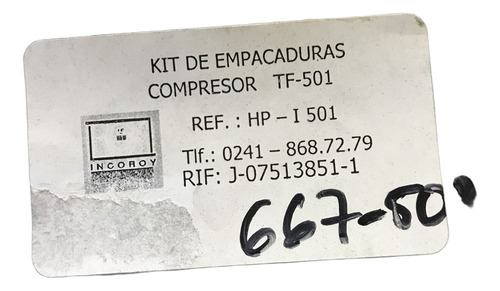 KIT DE EMPACADURAS
COMPRESOR TF-501
REF. : HP – I 501
INCOROY
Tlf.: 0241 – 868.72.79
RIF: J-07513851-1
667-50